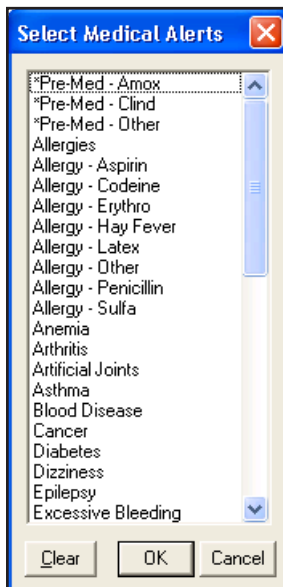 Select Medical Alerts
*Pre-Med - Amox
*Pre-Med - Clind
*Pre-Med - Other
Allergies
Allergy - Aspirin
Allergy - Codeine
Allergy - Erythro
Allergy - Hay Fever
Allergy - Latex
Allergy - Other
Allergy - Penicillin
Allergy - Sulfa
Anemia
Arthritis
Artificial Joints
Asthma
Blood Disease
Cancer
Diabetes
Dizziness
Epilepsy
Excessive Bleeding
Clear OK Cancel